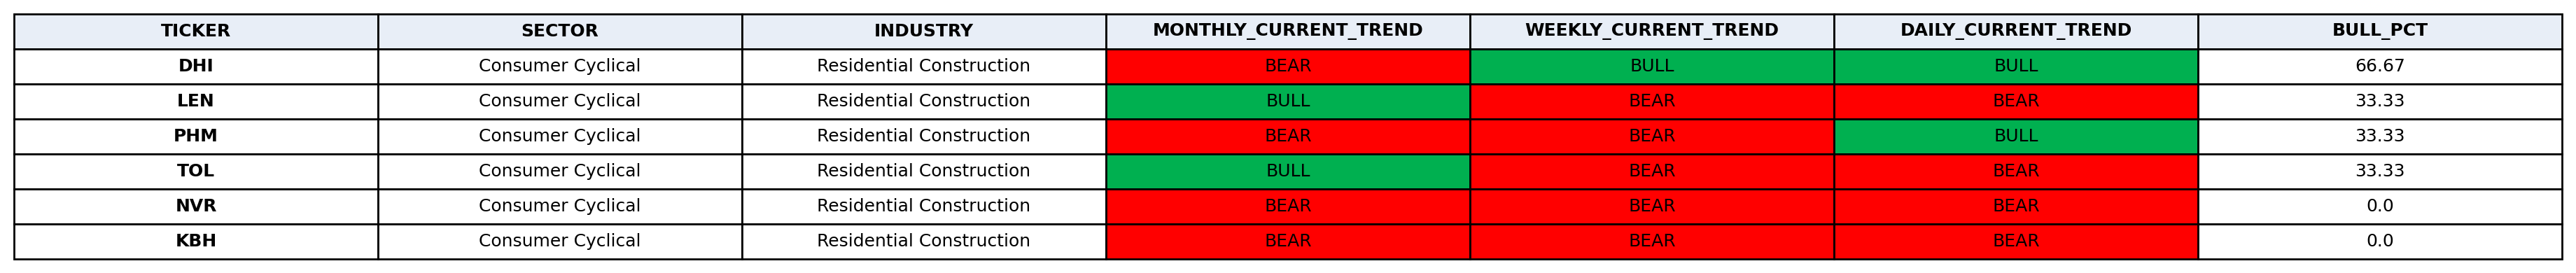 TICKER SECTOR INDUSTRY MONTHLY_CURRENT_TREND WEEKLY_CURRENT_TREND DAILY_CURRENT_TREND BULL_PCT
DHI Consumer Cyclical Residential Construction BEAR BULL BULL 66.67
LEN Consumer Cyclical Residential Construction BULL BEAR BEAR 33.33
PHM Consumer Cyclical Residential Construction BEAR BEAR BULL 33.33
TOL Consumer Cyclical Residential Construction BULL BEAR BEAR 33.33
NVR Consumer Cyclical Residential Construction BEAR BEAR BEAR 0.0
KBH Consumer Cyclical Residential Construction BEAR BEAR BEAR 0.0